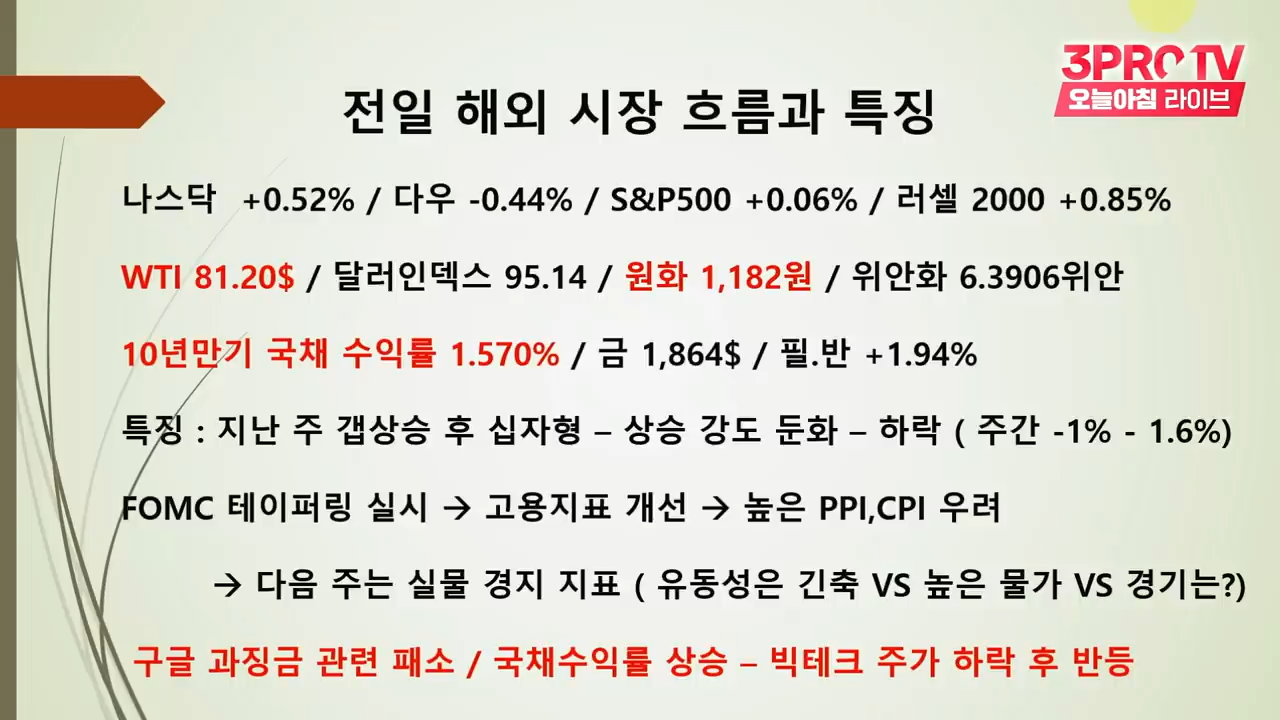 3PRO TV
오늘아침 라이브
전일 해외 시장 흐름과 특징
나스닥 +0.52% / 다우 -0.44% / S&P500 +0.06% / 러셀 2000 +0.85%
WTI 81.20$ / 달러인덱스 95.14 / 원화 1,182원 / 위안화 6.3906위안
10년만기 국채 수익률 1.570% / 금 1,864$ / 필.반 +1.94%
특징 : 지난 주 갭상승 후 십자형 – 상승 강도 둔화 – 하락 ( 주간 -1% - 1.6%)
FOMC 테이퍼링 실시 → 고용지표 개선 → 높은 PPI,CPI 우려
→ 다음 주는 실물 경지 지표 ( 유동성은 긴축 VS 높은 물가 VS 경기는?)
구글 과징금 관련 패소 / 국채수익률 상승 – 빅테크 주가 하락 후 반등